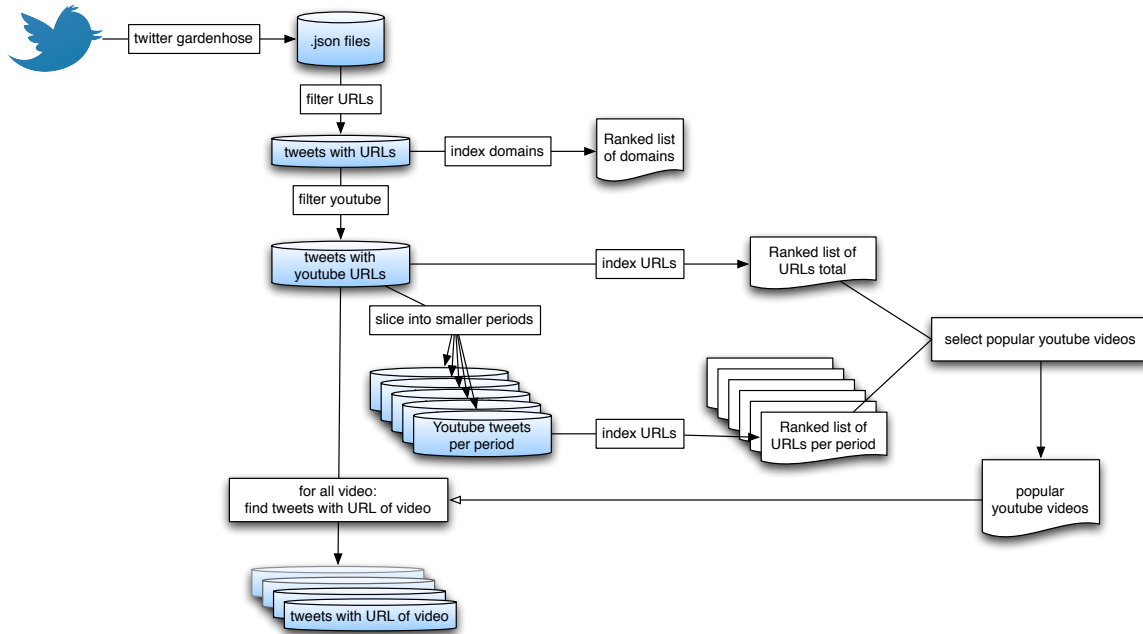 twitter gardenhose
.json files
filter URLs
tweets with URLs
index domains
Ranked list
of domains
filter youtube
tweets with
youtube URLs
index URLs
Ranked list of
URLs total
slice into smaller periods
select popular youtube videos
Youtube tweets
per period
index URLs
Ranked list of
URLs per period
for all video:
find tweets with URL of video
popular
youtube videos
tweets with URL of video